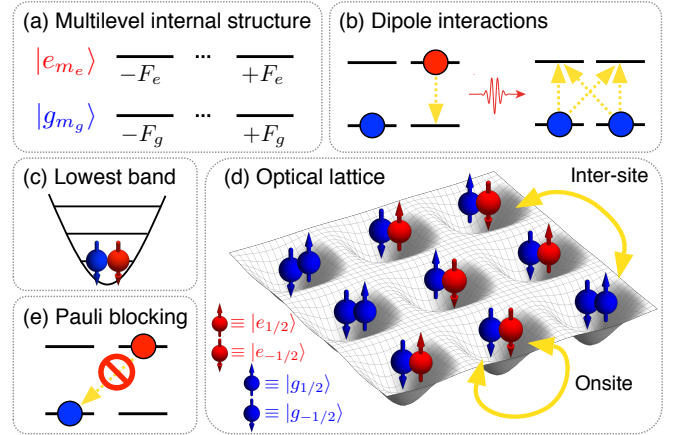 (a) Multilevel internal structure
|e_{m_e}⟩ −F_e ... +F_e
|g_{m_g}⟩ −F_g ... +F_g
(b) Dipole interactions
(c) Lowest band
(d) Optical lattice
Inter-site
≡ |e_{1/2}⟩
≡ |e_{−1/2}⟩
≡ |g_{1/2}⟩
≡ |g_{−1/2}⟩
Onsite
(e) Pauli blocking